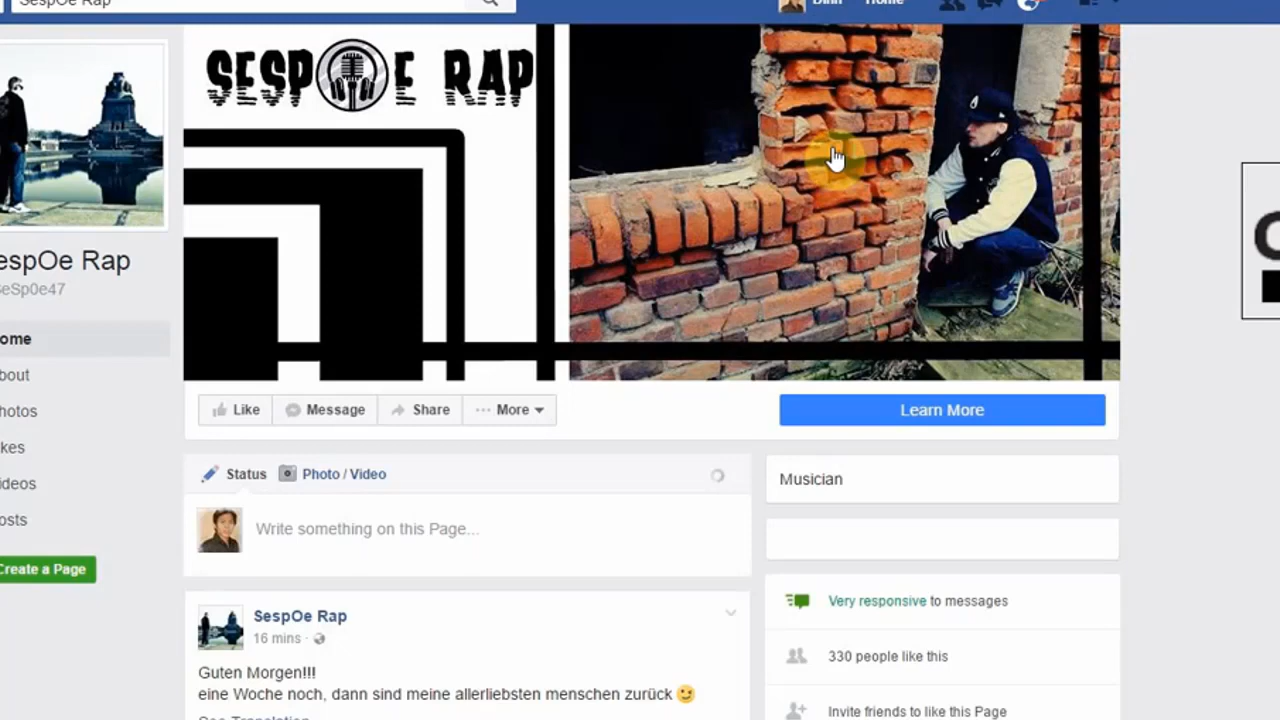 SespOe Rap
Dinh Home
SESPOE RAP
espOe Rap
eSp0e47
ome
bout
hotos
kes
ideos
osts
Create a Page
Like Message Share More
Learn More
Status Photo / Video
Write something on this Page...
SespOe Rap
16 mins ·
Guten Morgen!!!
eine Woche noch, dann sind meine allerliebsten menschen zurück 😉
See Translation
Musician
Very responsive to messages
330 people like this
Invite friends to like this Page